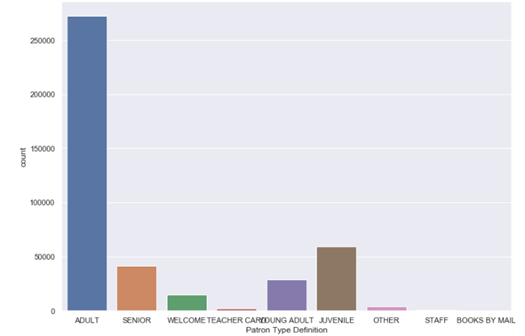 250000
200000
150000
100000
50000
0
count
ADULT SENIOR WELCOME TEACHER CARD YOUNG ADULT JUVENILE OTHER STAFF BOOKS BY MAIL
Patron Type Definition